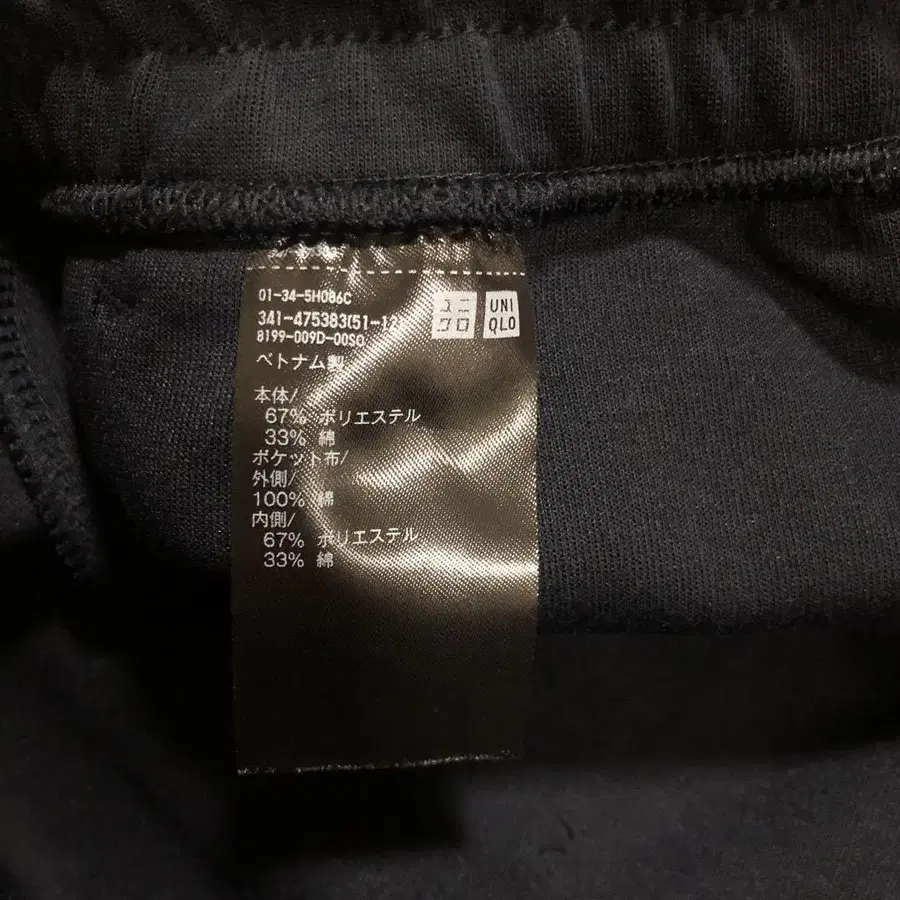 01-34-5H086C
341-475383(51-12)
8199-009D-00SO
ベトナム製
ユニ
クロ
UNI
QLO
本体/
67% ポリエステル
33% 綿
ポケット布/
外側/
100% 綿
内側/
67% ポリエステル
33% 綿